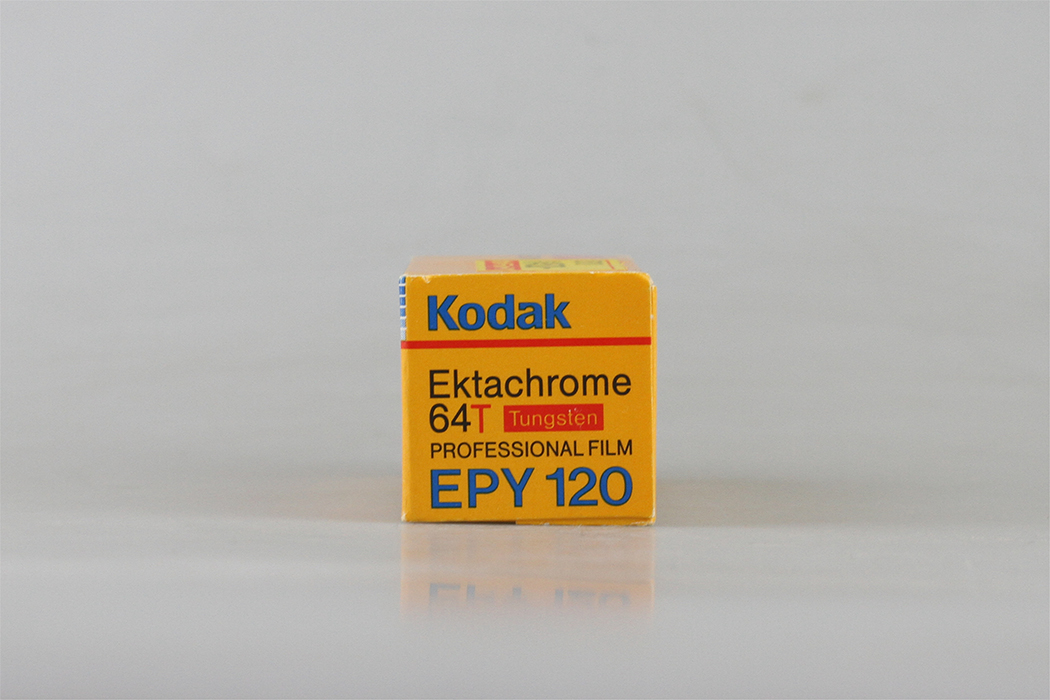 Kodak
Ektachrome
64T Tungsten
PROFESSIONAL FILM
EPY 120